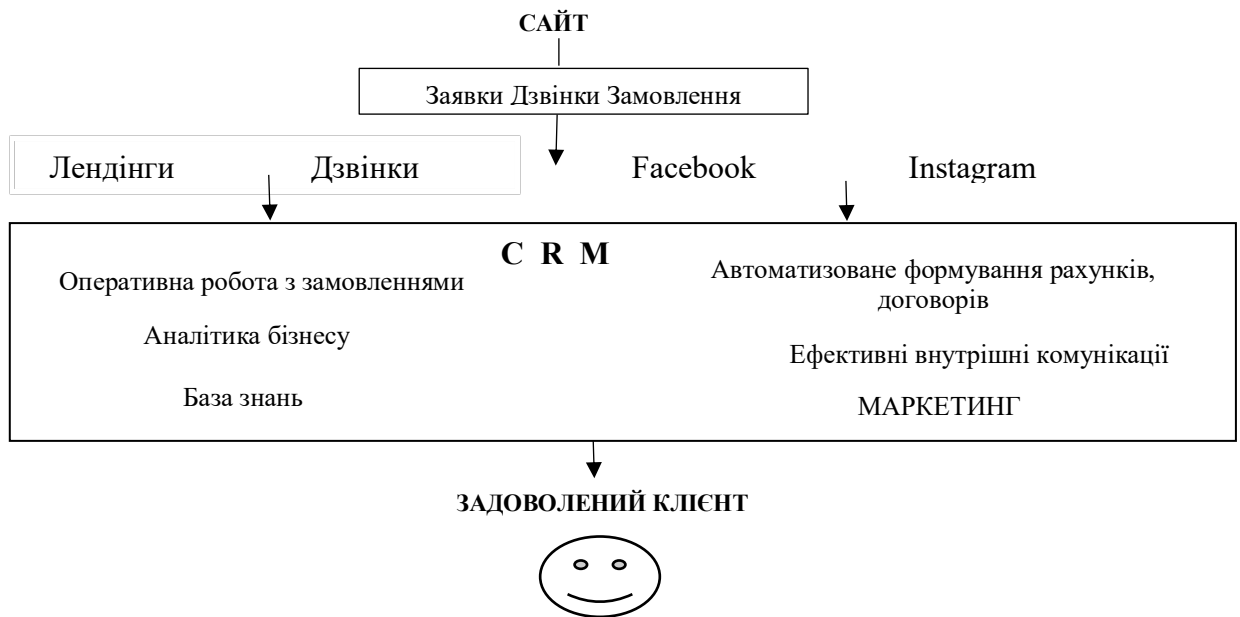 САЙТ
Заявки Дзвінки Замовлення
Лендінги Дзвінки Facebook Instagram
C R M
Оперативна робота з замовленнями
Аналітика бізнесу
База знань
Автоматизоване формування рахунків,
договорів
Ефективні внутрішні комунікації
МАРКЕТИНГ
ЗАДОВОЛЕНИЙ КЛІЄНТ